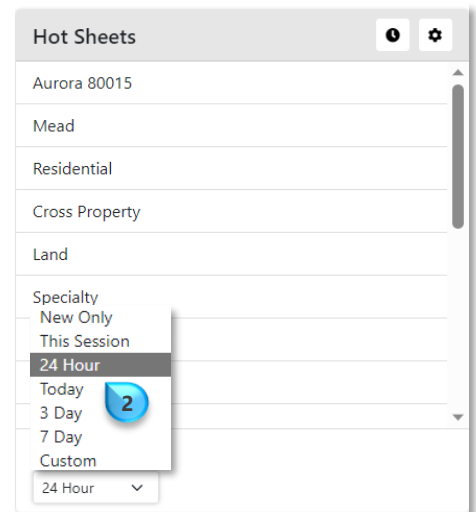 Hot Sheets
Aurora 80015
Mead
Residential
Cross Property
Land
Specialty
New Only
This Session
24 Hour
Today
2
3 Day
7 Day
Custom
24 Hour